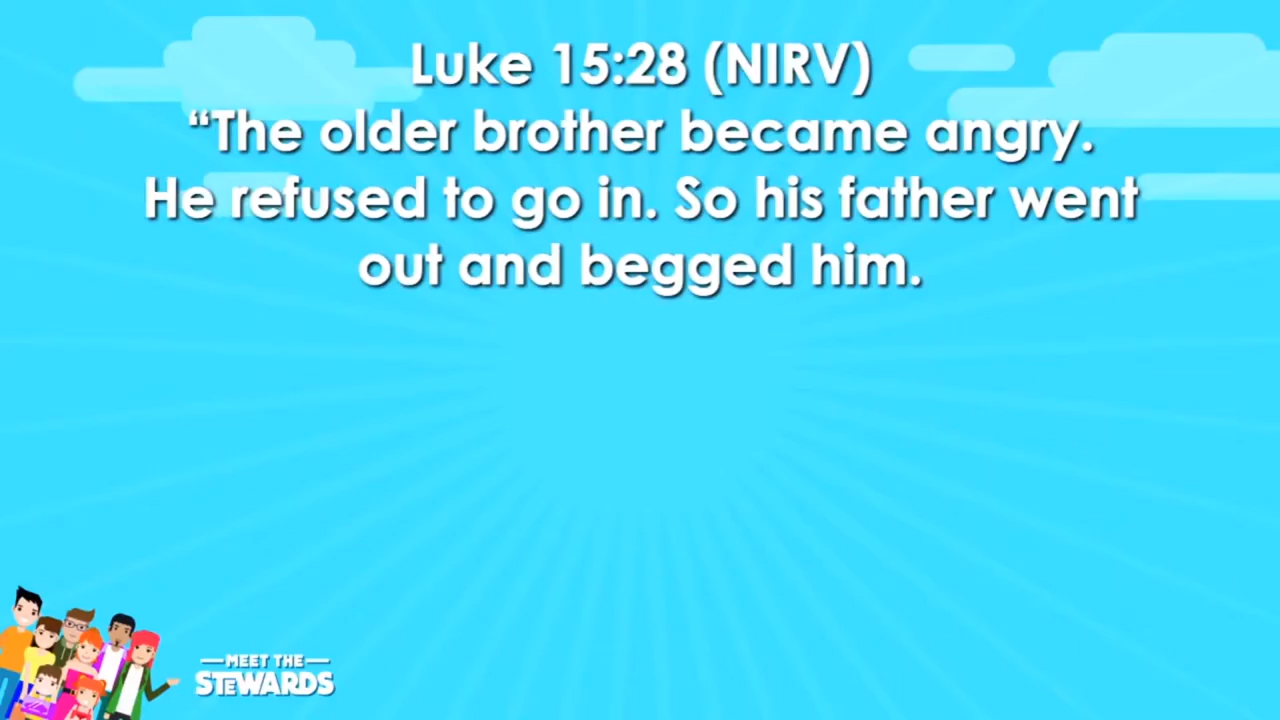 Luke 15:28 (NIRV)
“The older brother became angry.
He refused to go in. So his father went
out and begged him.
MEET THE
STEWARDS